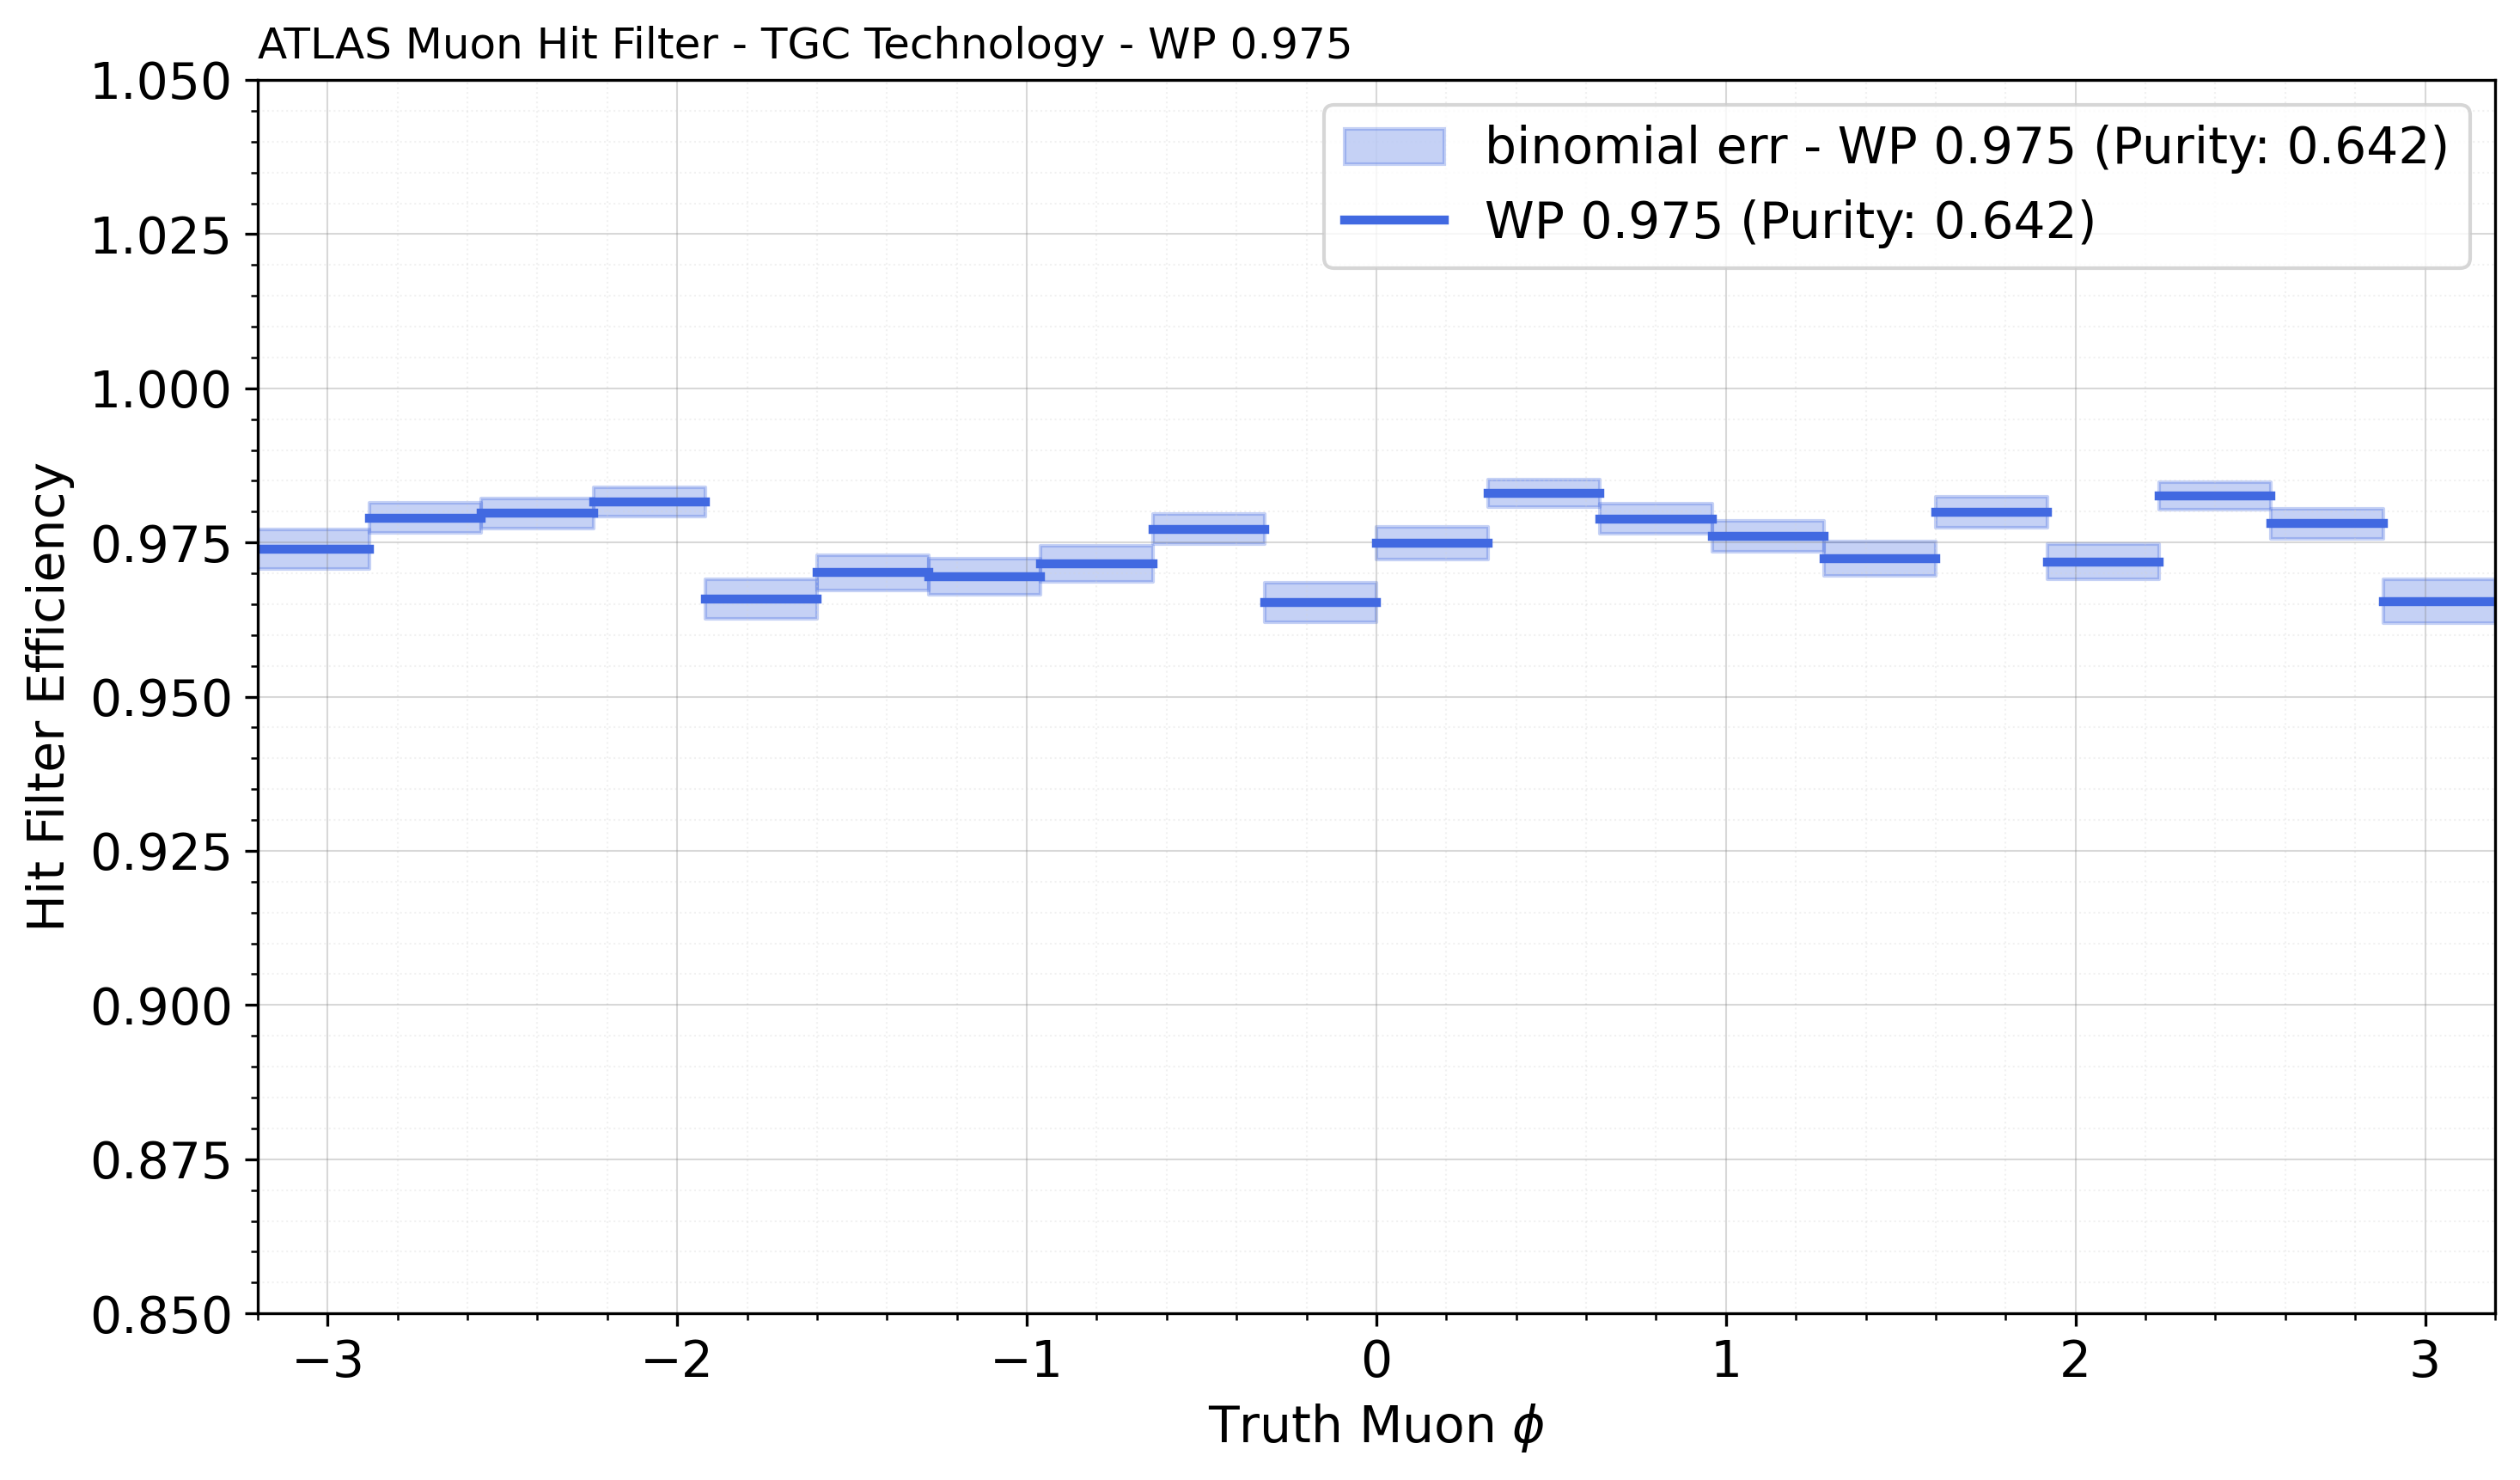 ATLAS Muon Hit Filter - TGC Technology - WP 0.975
binomial err - WP 0.975 (Purity: 0.642)
WP 0.975 (Purity: 0.642)
Hit Filter Efficiency
1.050
1.025
1.000
0.975
0.950
0.925
0.900
0.875
0.850
−3 −2 −1 0 1 2 3
Truth Muon ϕ